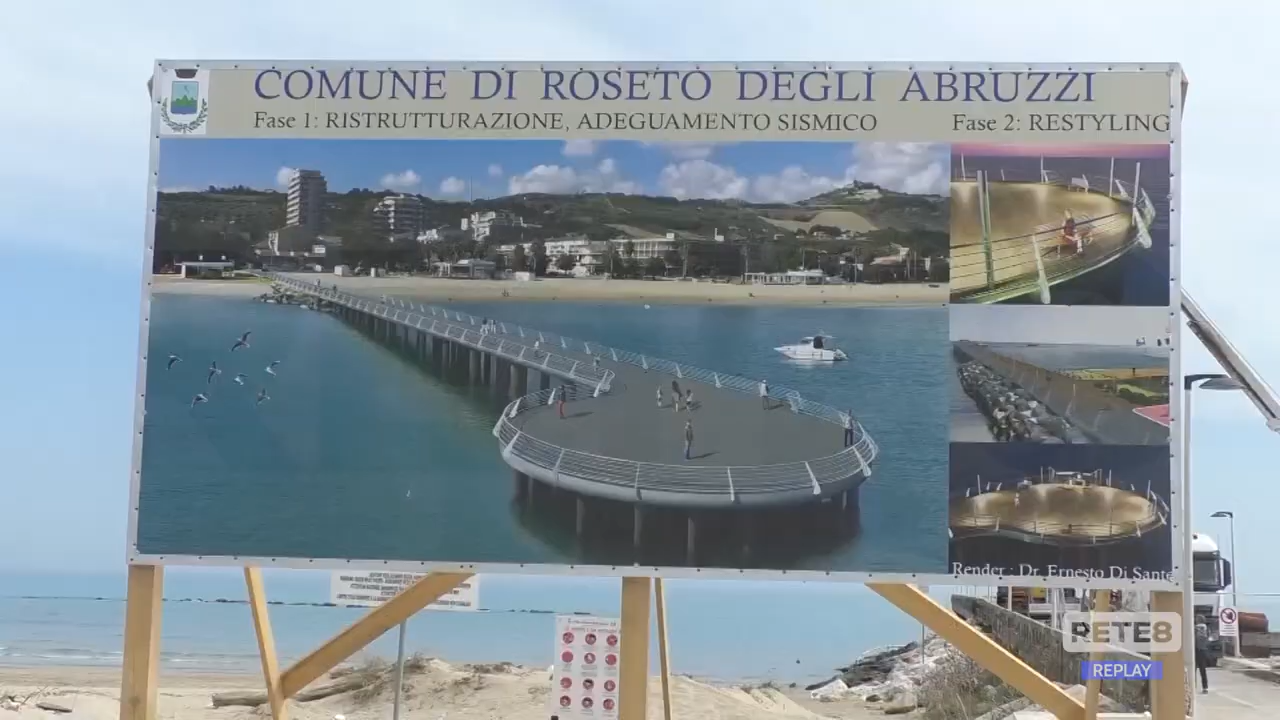 COMUNE DI ROSETO DEGLI ABRUZZI
Fase 1: RISTRUTTURAZIONE, ADEGUAMENTO SISMICO
Fase 2: RESTYLING
Render : Dr. Ernesto Di Sante
RETE8
REPLAY